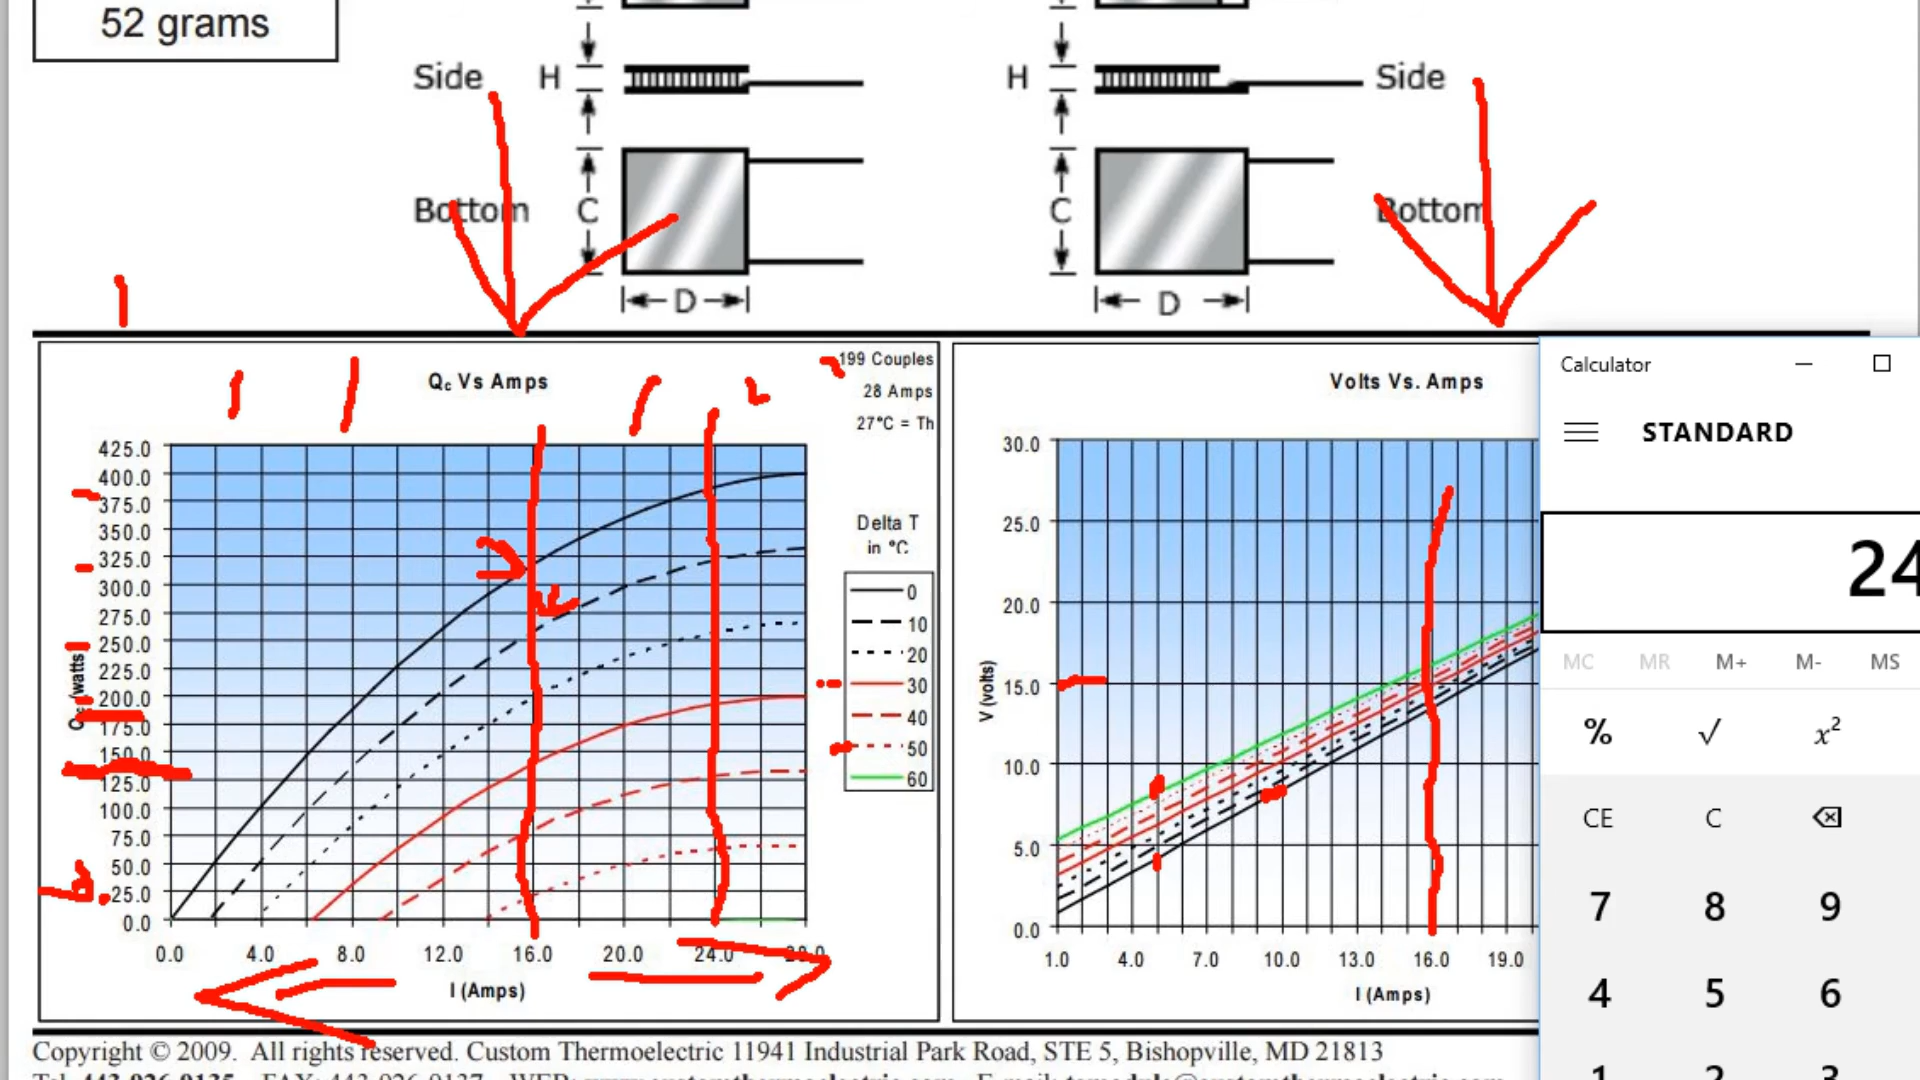 52 grams
Side H
H Side
Bottom C
C Bottom
D
D
Qc Vs Amps
199 Couples
28 Amps
27°C = Th
425.0
400.0
375.0
350.0
325.0
300.0
275.0
250.0
225.0
200.0
175.0
150.0
125.0
100.0
75.0
50.0
25.0
0.0
(watts)
0.0 4.0 8.0 12.0 16.0 20.0 24.0 28.0
I (Amps)
Delta T
in °C
0
10
20
30
40
50
60
Volts Vs. Amps
30.0
25.0
20.0
15.0
10.0
5.0
0.0
V (volts)
1.0 4.0 7.0 10.0 13.0 16.0 19.0
I (Amps)
Calculator
STANDARD
24
MC MR M+ M- MS
% √ x²
CE C
7 8 9
4 5 6
1 2 3
Copyright © 2009. All rights reserved. Custom Thermoelectric 11941 Industrial Park Road, STE 5, Bishopville, MD 21813